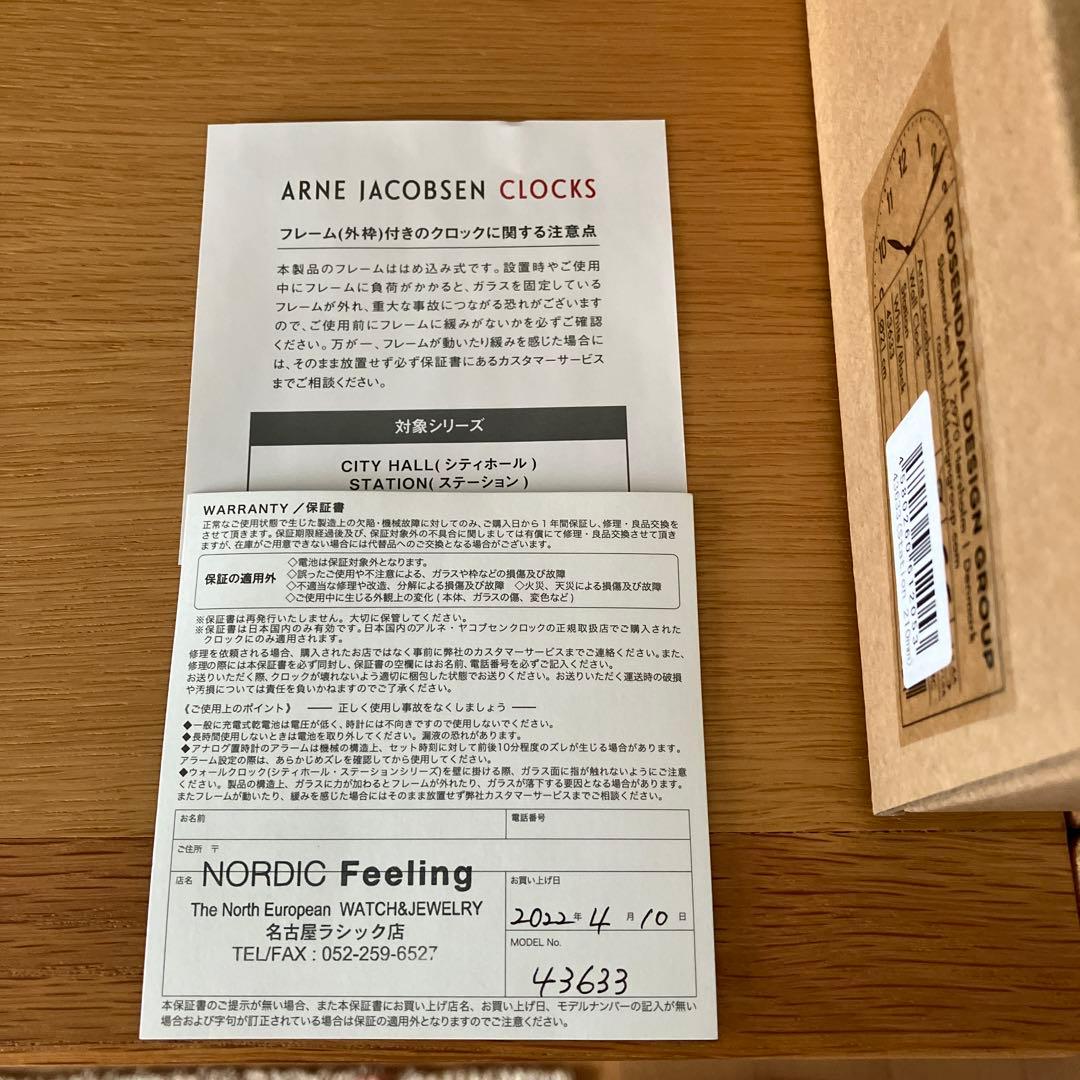 ARNE JACOBSEN CLOCKS
フレーム(外枠)付きのクロックに関する注意点
本製品のフレームははめ込み式です。設置時やご使用
中にフレームに負荷がかかると、ガラスを固定している
フレームが外れ、重大な事故につながる恐れがございます
ので、ご使用前にフレームに緩みがないかを必ずご確認
ください。万が一、フレームが動いたり緩みを感じた場合に
は、そのまま放置せず必ず保証書にあるカスタマーサービス
までご相談ください。
対象シリーズ
CITY HALL(シティホール)
STATION(ステーション)
WARRANTY／保証書
正常なご使用状態で生じた製造上の欠陥・機械故障に対してのみ、ご購入日から1年間保証し、修理・良品交換を
させて頂きます。保証期限経過後及び、保証対象外の不具合に関しましては有償にて修理・良品交換させて頂き
ますが、在庫がご用意できない場合には代替品へのご交換となる場合がございます。
保証の適用外
◇電池は保証対象外となります。
◇誤ったご使用や不注意による、ガラスや枠などの損傷及び故障
◇不適当な修理や改造、分解による損傷及び故障 ◇火災、天災による損傷及び故障
◇ご使用中に生じる外観上の変化(本体、ガラスの傷、変色など)
※保証書は再発行いたしません。大切に保管してください。
※保証書は日本国内のみ有効です。日本国内のアルネ・ヤコブセンクロックの正規取扱店でご購入された
クロックにのみ適用されます。
修理を依頼される場合、購入されたお店ではなく事前に弊社のカスタマーサービスまでご連絡ください。また、
修理の際には本保証書を必ず同封し、保証書の空欄にはお名前、電話番号を必ずご記入ください。
お送りいただく際、クロックが壊れないよう適切に梱包した状態でお送りください。お送りいただく運送時の破損
や汚損については責任を負いかねますのでご了承ください。
《ご使用上のポイント》 ── 正しく使用し事故をなくしましょう ──
◆一般に充電式乾電池は電圧が低く、時計には不向きですので使用しないでください。
◆長時間使用しないときは電池を取り外してください。漏液の恐れがあります。
◆アナログ置時計のアラームは機械の構造上、セット時刻に対して前後10分程度のズレが生じる場合があります。
アラーム設定の際は、あらかじめズレを確認してから使用してください。
◆ウォールクロック(シティホール・ステーションシリーズ)を壁に掛ける際、ガラス面に指が触れないようにご注意
ください。製品の構造上、ガラスに力が加わるとフレームが外れたり、ガラスが落下する要因となる場合があります。
またフレームが動いたり、緩みを感じた場合にはそのまま放置せず弊社カスタマーサービスまでご相談ください。
お名前
電話番号
ご住所 〒
店名 NORDIC Feeling
The North European WATCH&JEWELRY
名古屋ラシック店
TEL/FAX : 052-259-6527
お買い上げ日
2022年 4月 10日
MODEL No.
43633
本保証書のご提示が無い場合、また本保証書にお買い上げ店名、お買い上げ日、モデルナンバーの記入が無い
場合および字句が訂正されている場合は保証の適用外となりますのでご注意ください。
ROSENDAHL DESIGN GROUP
Arne Jacobsen
Wall Clock
Station
43633
White/Black
Ø21 cm